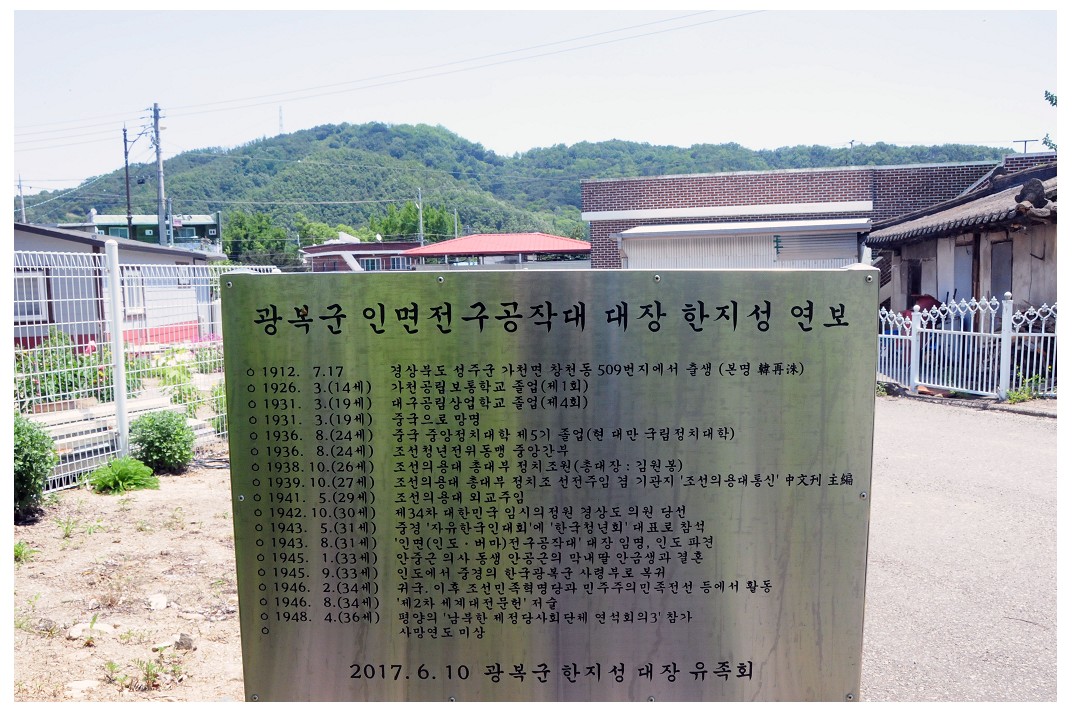 광복군 인면전구공작대 대장 한지성 연보
○ 1912. 7.17 경상북도 성주군 가천면 창천동 509번지에서 출생 (본명 韓再洙)
○ 1926. 3.(14세) 가천공립보통학교 졸업(제1회)
○ 1931. 3.(19세) 대구공립상업학교 졸업(제4회)
○ 1931. 3.(19세) 중국으로 망명
○ 1936. 8.(24세) 중국 중앙정치대학 제5기 졸업(현 대만 국립정치대학)
○ 1936. 8.(24세) 조선청년전위동맹 중앙간부
○ 1938. 10.(26세) 조선의용대 총대부 정치조원(총대장 : 김원봉)
○ 1939. 10.(27세) 조선의용대 총대부 정치조 선전주임 겸 기관지 '조선의용대통신' 中文刊 主編
○ 1941. 5.(29세) 조선의용대 외교주임
○ 1942. 10.(30세) 제34차 대한민국 임시의정원 경상도 의원 당선
○ 1943. 5.(31세) 중경 '자유한국인대회'에 '한국청년회' 대표로 참석
○ 1943. 8.(31세) '인면(인도·버마)전구공작대' 대장 임명, 인도 파견
○ 1945. 1.(33세) 안중근 의사 동생 안공근의 막내딸 안금생과 결혼
○ 1945. 9.(33세) 인도에서 중경의 한국광복군 사령부로 복귀
○ 1946. 2.(34세) 귀국. 이후 조선민족혁명당과 민주주의민족전선 등에서 활동
○ 1946. 8.(34세) '제2차 세계대전문헌' 저술
○ 1948. 4.(36세) 평양의 '남북한 제정당사회단체 연석회의3' 참가
○ 사망연도 미상
2017. 6. 10 광복군 한지성 대장 유족회